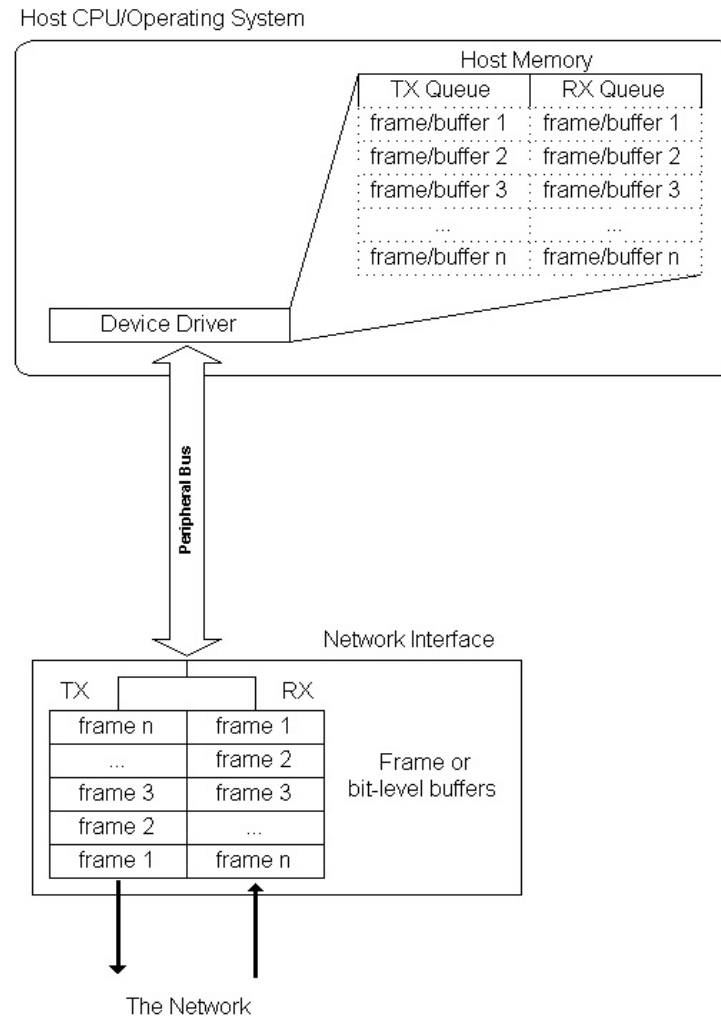 Host CPU/Operating System
Host Memory
TX Queue RX Queue
frame/buffer 1 frame/buffer 1
frame/buffer 2 frame/buffer 2
frame/buffer 3 frame/buffer 3
... ...
frame/buffer n frame/buffer n
Device Driver
Peripheral Bus
Network Interface
TX RX
frame n frame 1
... frame 2
frame 3 frame 3
frame 2 ...
frame 1 frame n
Frame or
bit-level buffers
The Network